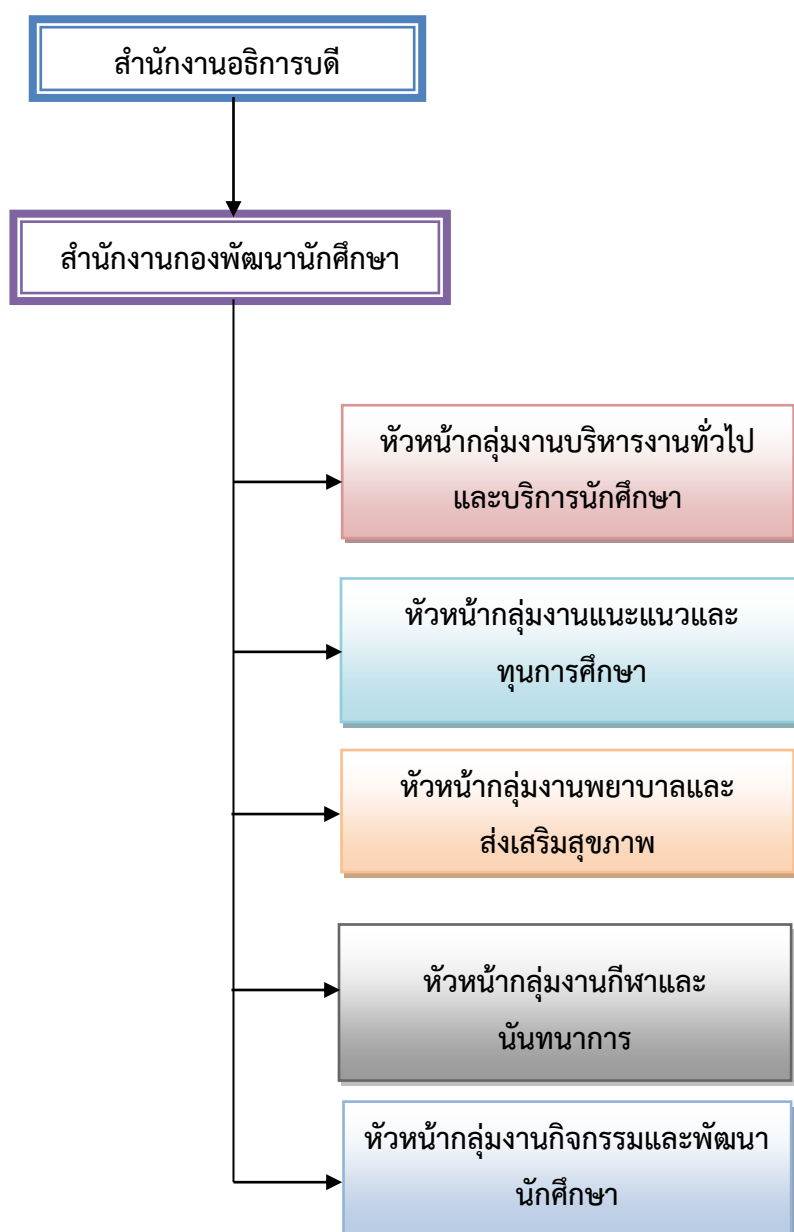 สำนักงานอธิการบดี
สำนักงานกองพัฒนานักศึกษา
หัวหน้ากลุ่มงานบริหารงานทั่วไป
และบริการนักศึกษา
หัวหน้ากลุ่มงานแนะแนวและ
ทุนการศึกษา
หัวหน้ากลุ่มงานพยาบาลและ
ส่งเสริมสุขภาพ
หัวหน้ากลุ่มงานกีฬาและ
นันทนาการ
หัวหน้ากลุ่มงานกิจกรรมและพัฒนา
นักศึกษา